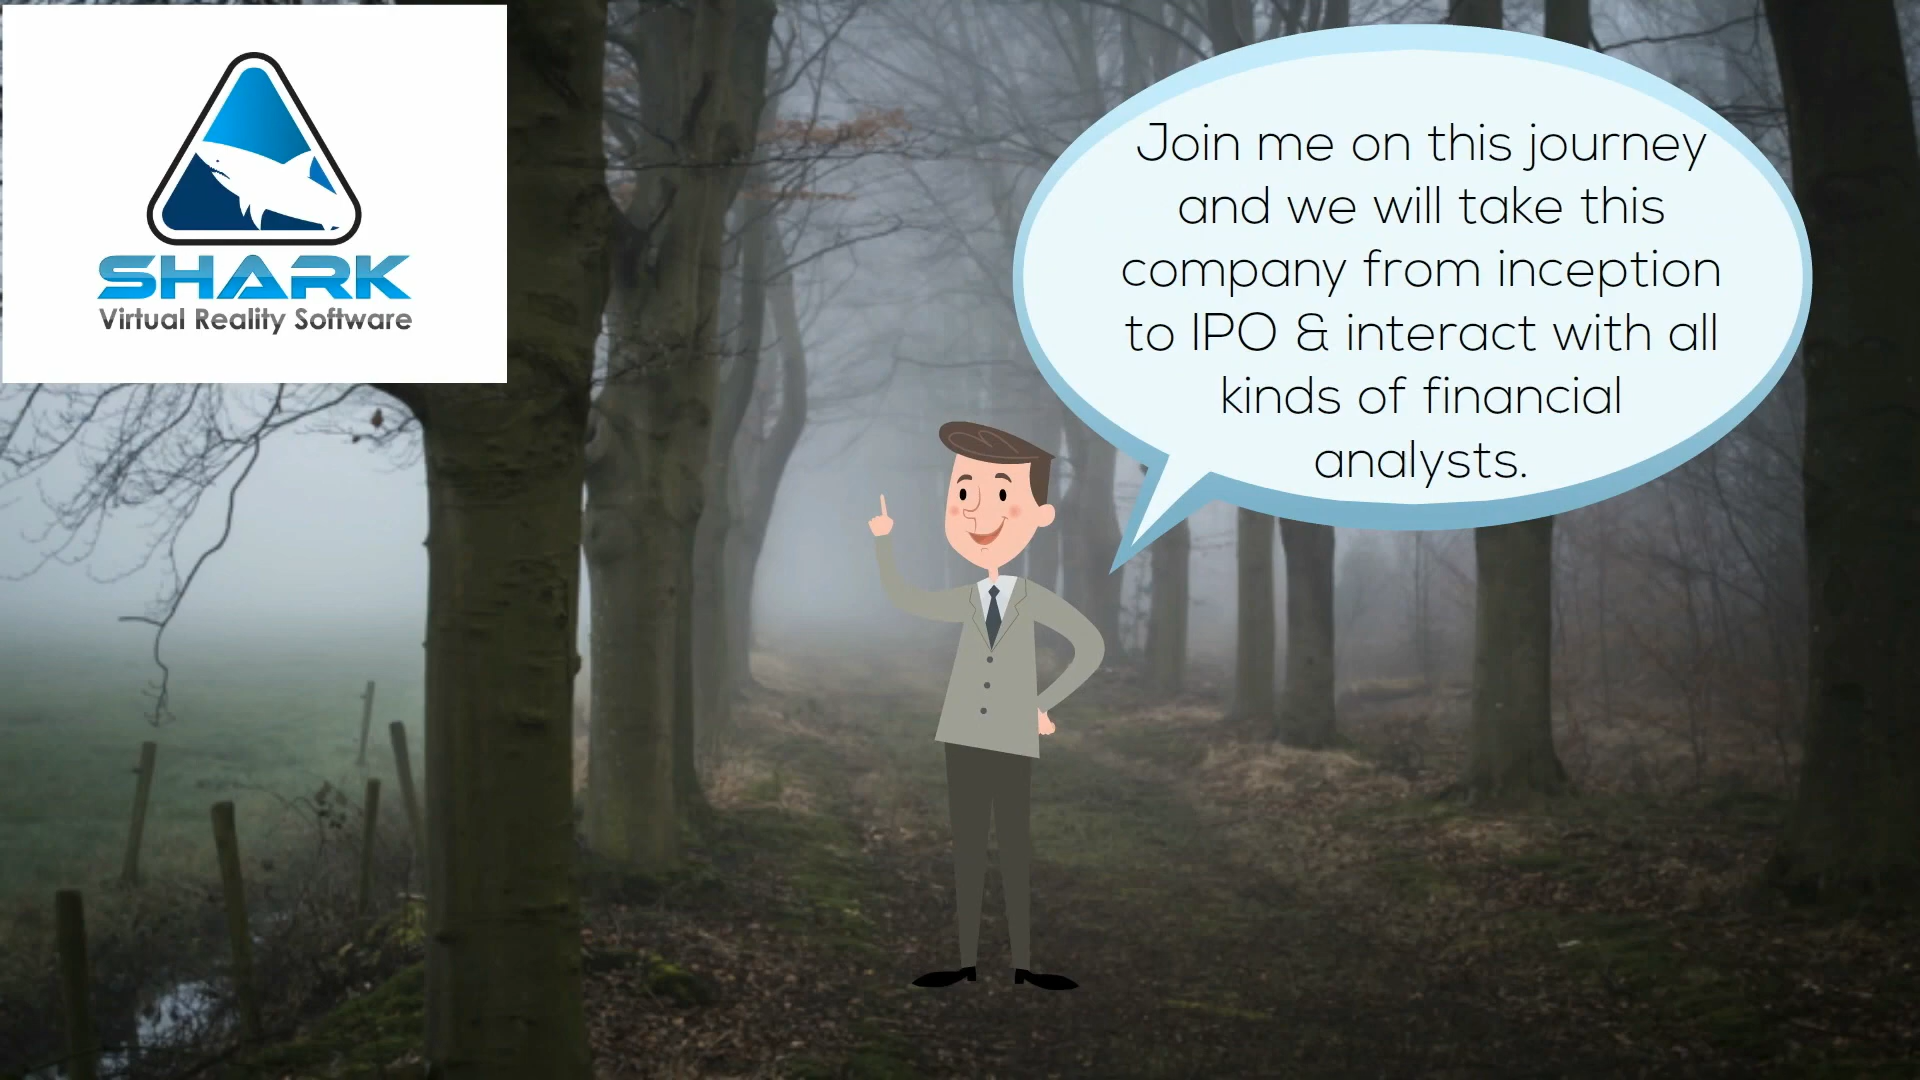 SHARK
Virtual Reality Software
Join me on this journey
and we will take this
company from inception
to IPO & interact with all
kinds of financial
analysts.